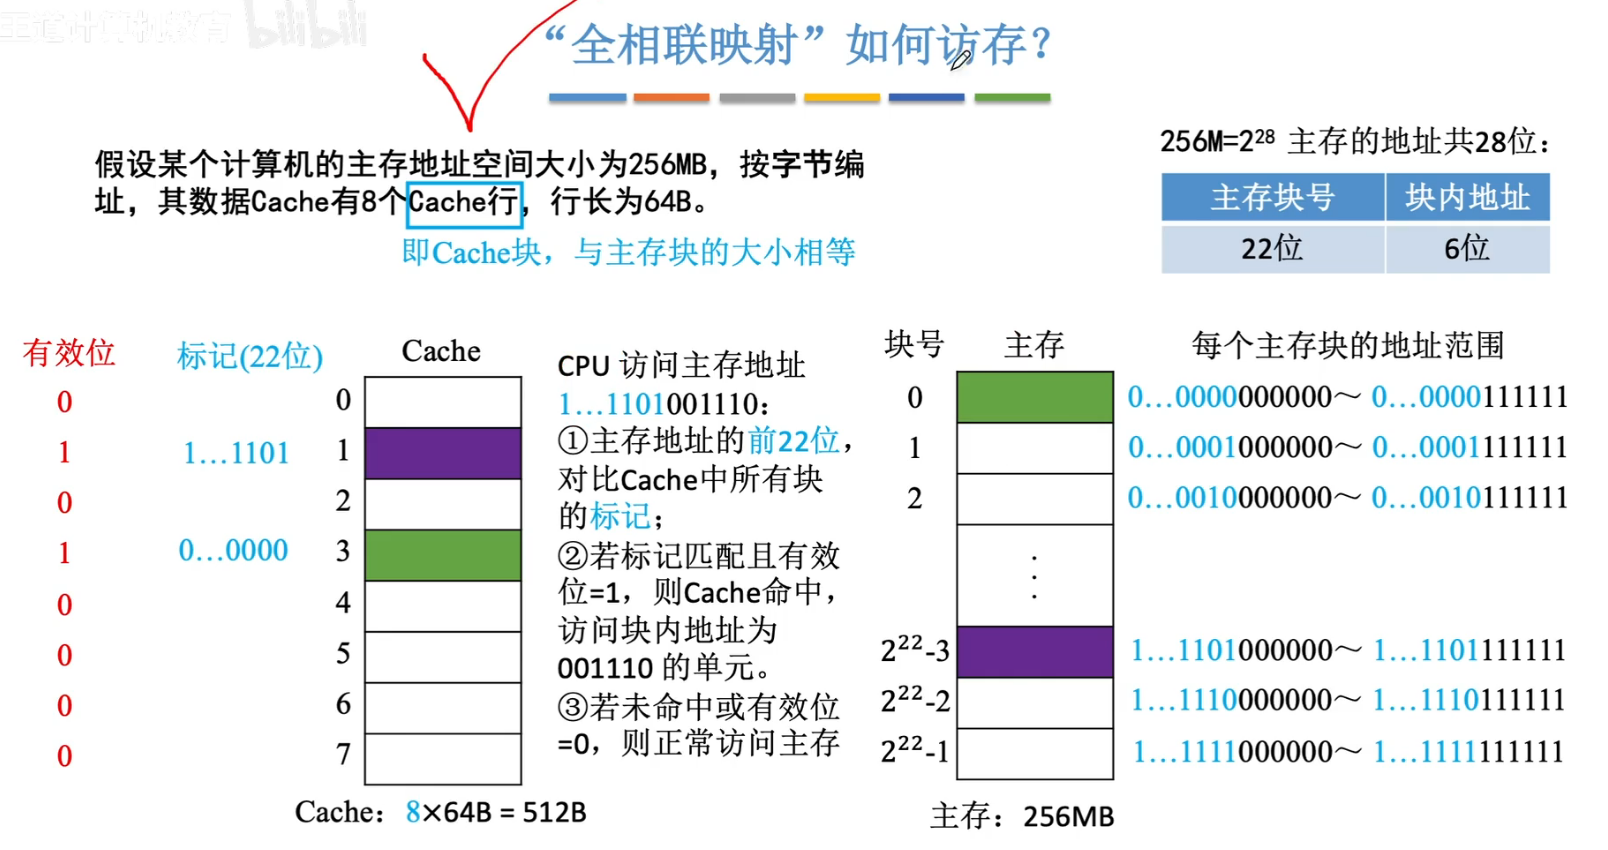 王道计算机教育 bilibili
“全相联映射”如何访存？
假设某个计算机的主存地址空间大小为256MB，按字节编
址，其数据Cache有8个Cache行，行长为64B。
即Cache块，与主存块的大小相等
256M=2²⁸ 主存的地址共28位：
主存块号 块内地址
22位 6位
有效位 标记(22位) Cache
0 0
1 1…1101 1
0 2
1 0…0000 3
0 4
0 5
0 6
0 7
Cache：8×64B = 512B
CPU 访问主存地址
1…1101001110：
①主存地址的前22位，
对比Cache中所有块
的标记；
②若标记匹配且有效
位=1，则Cache命中，
访问块内地址为
001110 的单元。
③若未命中或有效位
=0，则正常访问主存
块号 主存 每个主存块的地址范围
0 0…0000000000～ 0…0000111111
1 0…0001000000～ 0…0001111111
2 0…0010000000～ 0…0010111111
2²²-3 1…1101000000～ 1…1101111111
2²²-2 1…1110000000～ 1…1110111111
2²²-1 1…1111000000～ 1…1111111111
主存：256MB